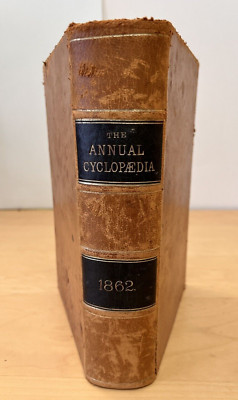 THE
ANNUAL
CYCLOPÆDIA
1862.